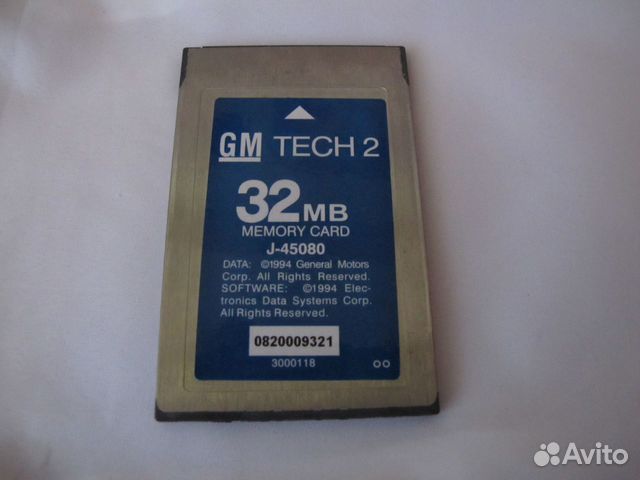 GM TECH 2
32MB
MEMORY CARD
J-45080
DATA: ©1994 General Motors
Corp. All Rights Reserved.
SOFTWARE: ©1994 Elec-
tronics Data Systems Corp.
All Rights Reserved.
0820009321
3000118 OO
Avito